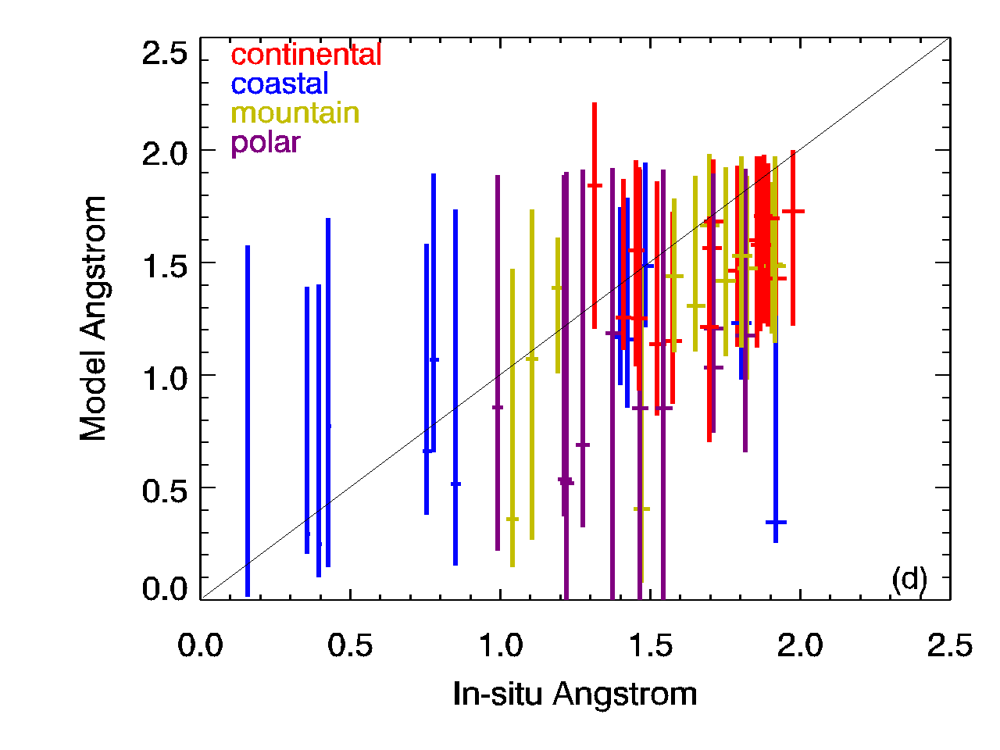 2.5
continental
coastal
mountain
polar
2.0
1.5
1.0
0.5
0.0
Model Angstrom
(d)
0.0 0.5 1.0 1.5 2.0 2.5
In-situ Angstrom